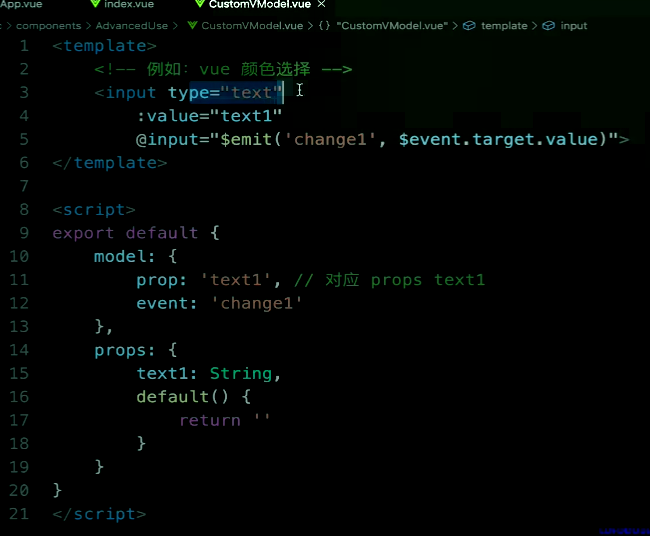 App.vue index.vue CustomVModel.vue ×
> components > AdvancedUse > CustomVModel.vue > {} "CustomVModel.vue" > template > input
1 <template>
2 <!-- 例如：vue 颜色选择 -->
3 <input type="text"
4 :value="text1"
5 @input="$emit('change1', $event.target.value)">
6 </template>
7
8 <script>
9 export default {
10 model: {
11 prop: 'text1', // 对应 props text1
12 event: 'change1'
13 },
14 props: {
15 text1: String,
16 default() {
17 return ''
18 }
19 }
20 }
21 </script>